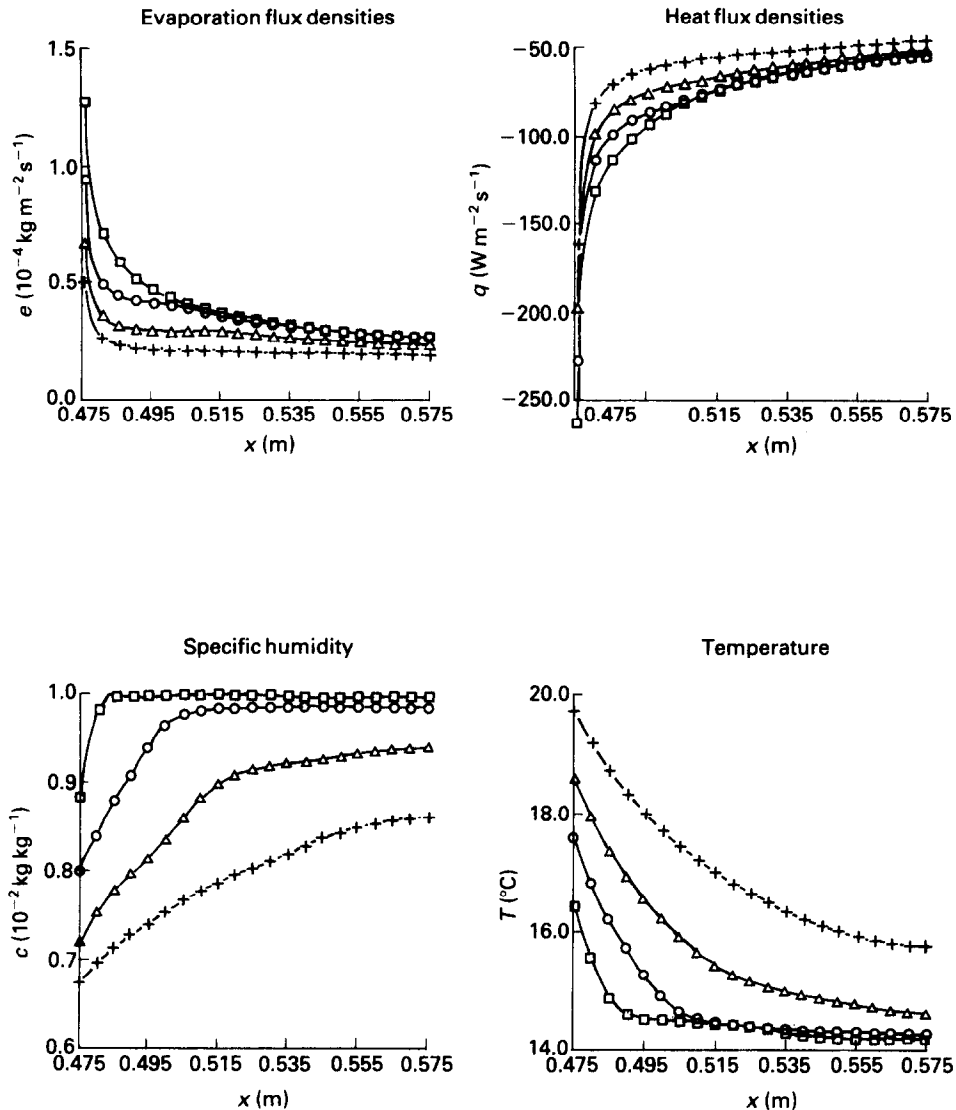 Evaporation flux densities
e (10⁻⁴ kg m⁻² s⁻¹)
1.5
1.0
0.5
0.0
0.475 0.495 0.515 0.535 0.555 0.575
x (m)
Heat flux densities
q (W m⁻² s⁻¹)
−50.0
−100.0
−150.0
−200.0
−250.0
0.475 0.515 0.535 0.555 0.575
x (m)
Specific humidity
c (10⁻² kg kg⁻¹)
1.0
0.9
0.8
0.7
0.6
0.475 0.495 0.515 0.535 0.555 0.575
x (m)
Temperature
T (°C)
20.0
18.0
16.0
14.0
0.475 0.495 0.515 0.535 0.555 0.575
x (m)